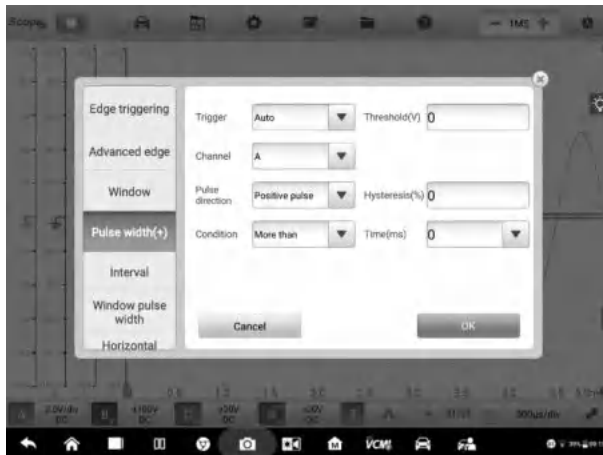 Scope
1MS
Edge triggering
Advanced edge
Window
Pulse width(+)
Interval
Window pulse width
Horizontal
Trigger Auto Threshold(V) 0
Channel A
Pulse direction Positive pulse Hysteresis(%) 0
Condition More than Time(ms) 0
Cancel OK
VCMI